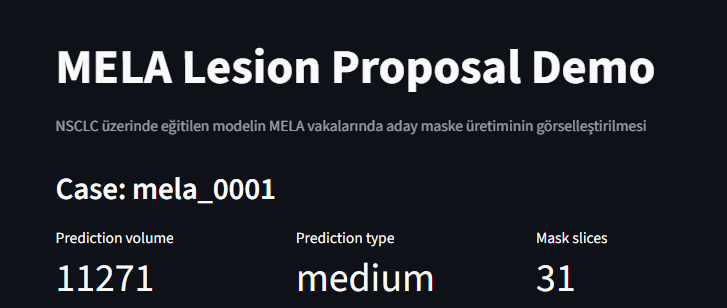 MELA Lesion Proposal Demo
NSCLC üzerinde eğitilen modelin MELA vakalarında aday maske üretiminin görselleştirilmesi
Case: mela_0001
Prediction volume Prediction type Mask slices
11271 medium 31